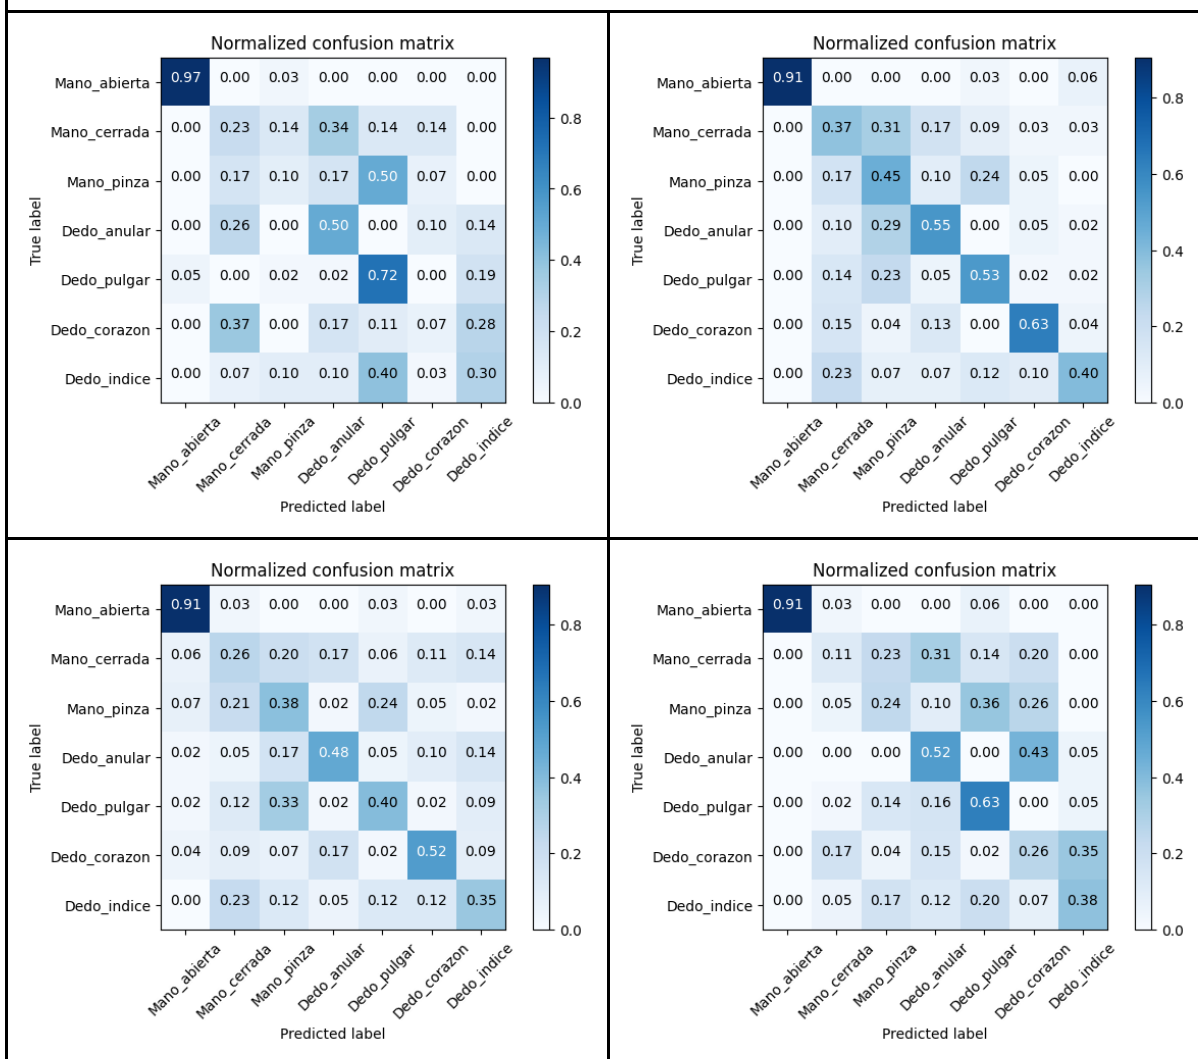 Normalized confusion matrix
True label
Mano_abierta 0.97 0.00 0.03 0.00 0.00 0.00 0.00
Mano_cerrada 0.00 0.23 0.14 0.34 0.14 0.14 0.00
Mano_pinza 0.00 0.17 0.10 0.17 0.50 0.07 0.00
Dedo_anular 0.00 0.26 0.00 0.50 0.00 0.10 0.14
Dedo_pulgar 0.05 0.00 0.02 0.02 0.72 0.00 0.19
Dedo_corazon 0.00 0.37 0.00 0.17 0.11 0.07 0.28
Dedo_indice 0.00 0.07 0.10 0.10 0.40 0.03 0.30
Mano_abierta Mano_cerrada Mano_pinza Dedo_anular Dedo_pulgar Dedo_corazon Dedo_indice
Predicted label
0.8
0.6
0.4
0.2
0.0
Normalized confusion matrix
True label
Mano_abierta 0.91 0.00 0.00 0.00 0.03 0.00 0.06
Mano_cerrada 0.00 0.37 0.31 0.17 0.09 0.03 0.03
Mano_pinza 0.00 0.17 0.45 0.10 0.24 0.05 0.00
Dedo_anular 0.00 0.10 0.29 0.55 0.00 0.05 0.02
Dedo_pulgar 0.00 0.14 0.23 0.05 0.53 0.02 0.02
Dedo_corazon 0.00 0.15 0.04 0.13 0.00 0.63 0.04
Dedo_indice 0.00 0.23 0.07 0.07 0.12 0.10 0.40
Mano_abierta Mano_cerrada Mano_pinza Dedo_anular Dedo_pulgar Dedo_corazon Dedo_indice
Predicted label
0.8
0.6
0.4
0.2
0.0
Normalized confusion matrix
True label
Mano_abierta 0.91 0.03 0.00 0.00 0.03 0.00 0.03
Mano_cerrada 0.06 0.26 0.20 0.17 0.06 0.11 0.14
Mano_pinza 0.07 0.21 0.38 0.02 0.24 0.05 0.02
Dedo_anular 0.02 0.05 0.17 0.48 0.05 0.10 0.14
Dedo_pulgar 0.02 0.12 0.33 0.02 0.40 0.02 0.09
Dedo_corazon 0.04 0.09 0.07 0.17 0.02 0.52 0.09
Dedo_indice 0.00 0.23 0.12 0.05 0.12 0.12 0.35
Mano_abierta Mano_cerrada Mano_pinza Dedo_anular Dedo_pulgar Dedo_corazon Dedo_indice
Predicted label
0.8
0.6
0.4
0.2
0.0
Normalized confusion matrix
True label
Mano_abierta 0.91 0.03 0.00 0.00 0.06 0.00 0.00
Mano_cerrada 0.00 0.11 0.23 0.31 0.14 0.20 0.00
Mano_pinza 0.00 0.05 0.24 0.10 0.36 0.26 0.00
Dedo_anular 0.00 0.00 0.00 0.52 0.00 0.43 0.05
Dedo_pulgar 0.00 0.02 0.14 0.16 0.63 0.00 0.05
Dedo_corazon 0.00 0.17 0.04 0.15 0.02 0.26 0.35
Dedo_indice 0.00 0.05 0.17 0.12 0.20 0.07 0.38
Mano_abierta Mano_cerrada Mano_pinza Dedo_anular Dedo_pulgar Dedo_corazon Dedo_indice
Predicted label
0.8
0.6
0.4
0.2
0.0